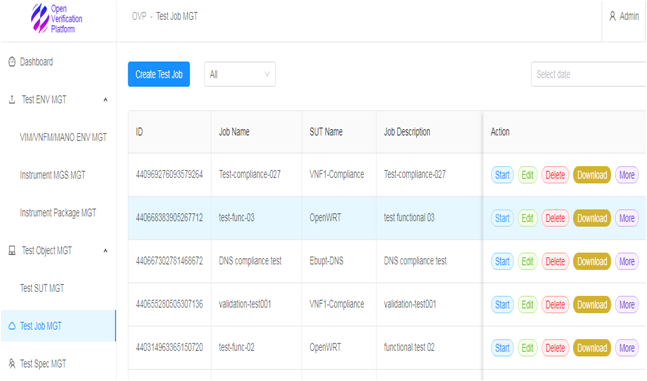 Open
Verification
Platform
OVP - Test Job MGT
Admin
Dashboard
Test ENV MGT
VIM/VNFM/MANO ENV MGT
Instrument MGS MGT
Instrument Package MGT
Test Object MGT
Test SUT MGT
Test Job MGT
Test Spec MGT
Create Test Job
All
Select date
ID Job Name SUT Name Job Description Action
440969276093579264 Test-compliance-027 VNF1-Compliance Test-compliance-027 Start Edit Delete Download More
440668383905267712 test-func-03 OpenWRT test functional 03 Start Edit Delete Download More
440667302781468672 DNS compliance test Ebupt-DNS DNS compliance test Start Edit Delete Download More
440655280505307136 validation-test001 VNF1-Compliance validation-test001 Start Edit Delete Download More
440314963365150720 test-func-02 OpenWRT functional test 02 Start Edit Delete Download More